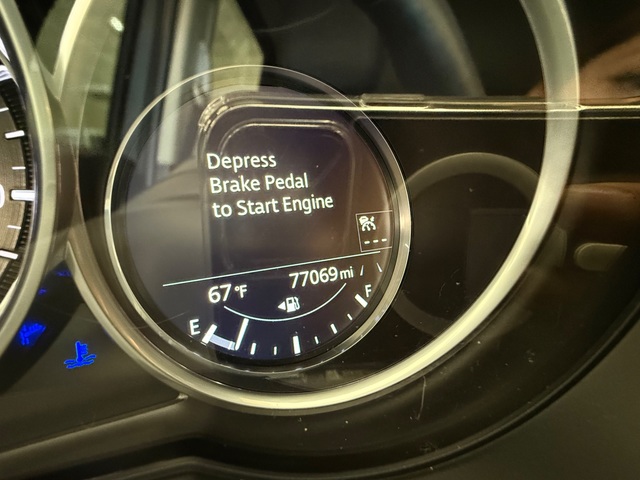 Depress
Brake Pedal
to Start Engine
---
67°F 77069mi
E F